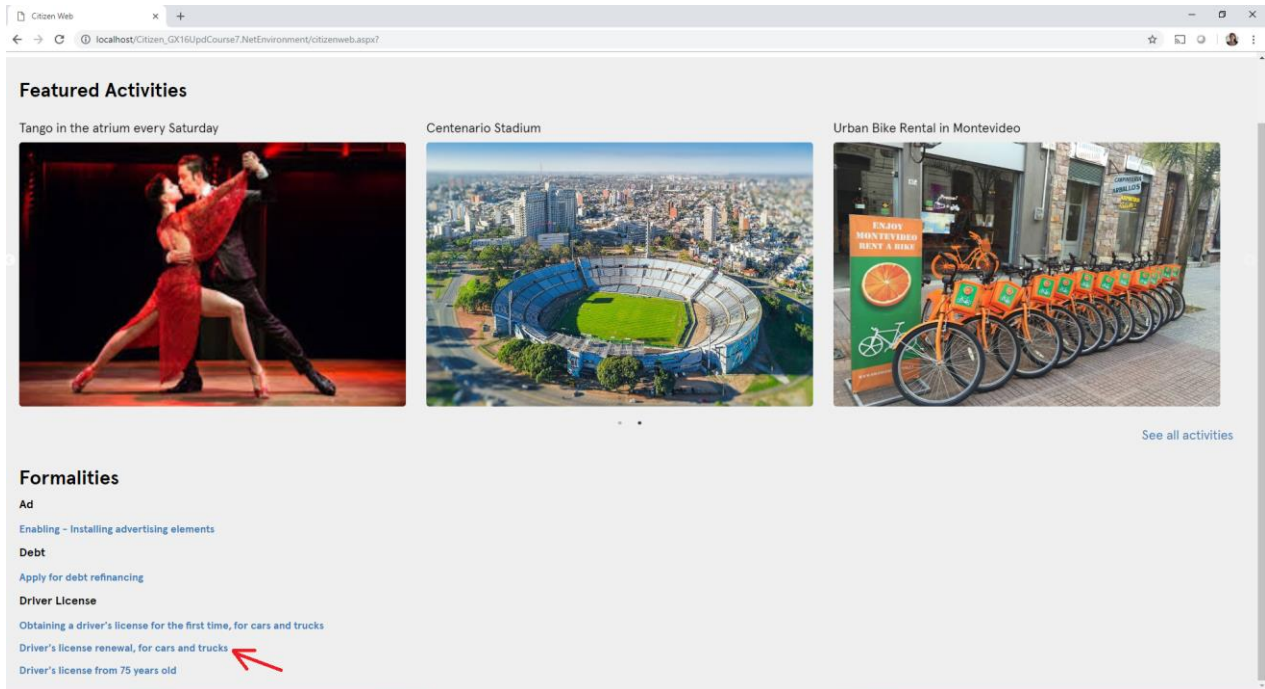 Citizen Web
localhost/Citizen_GX16UpdCourse7.NetEnvironment/citizenweb.aspx?
Featured Activities
Tango in the atrium every Saturday
Centenario Stadium
Urban Bike Rental in Montevideo
ENJOY
MONTEVIDEO
RENT A BIKE
See all activities
Formalities
Ad
Enabling - Installing advertising elements
Debt
Apply for debt refinancing
Driver License
Obtaining a driver's license for the first time, for cars and trucks
Driver's license renewal, for cars and trucks
Driver's license from 75 years old